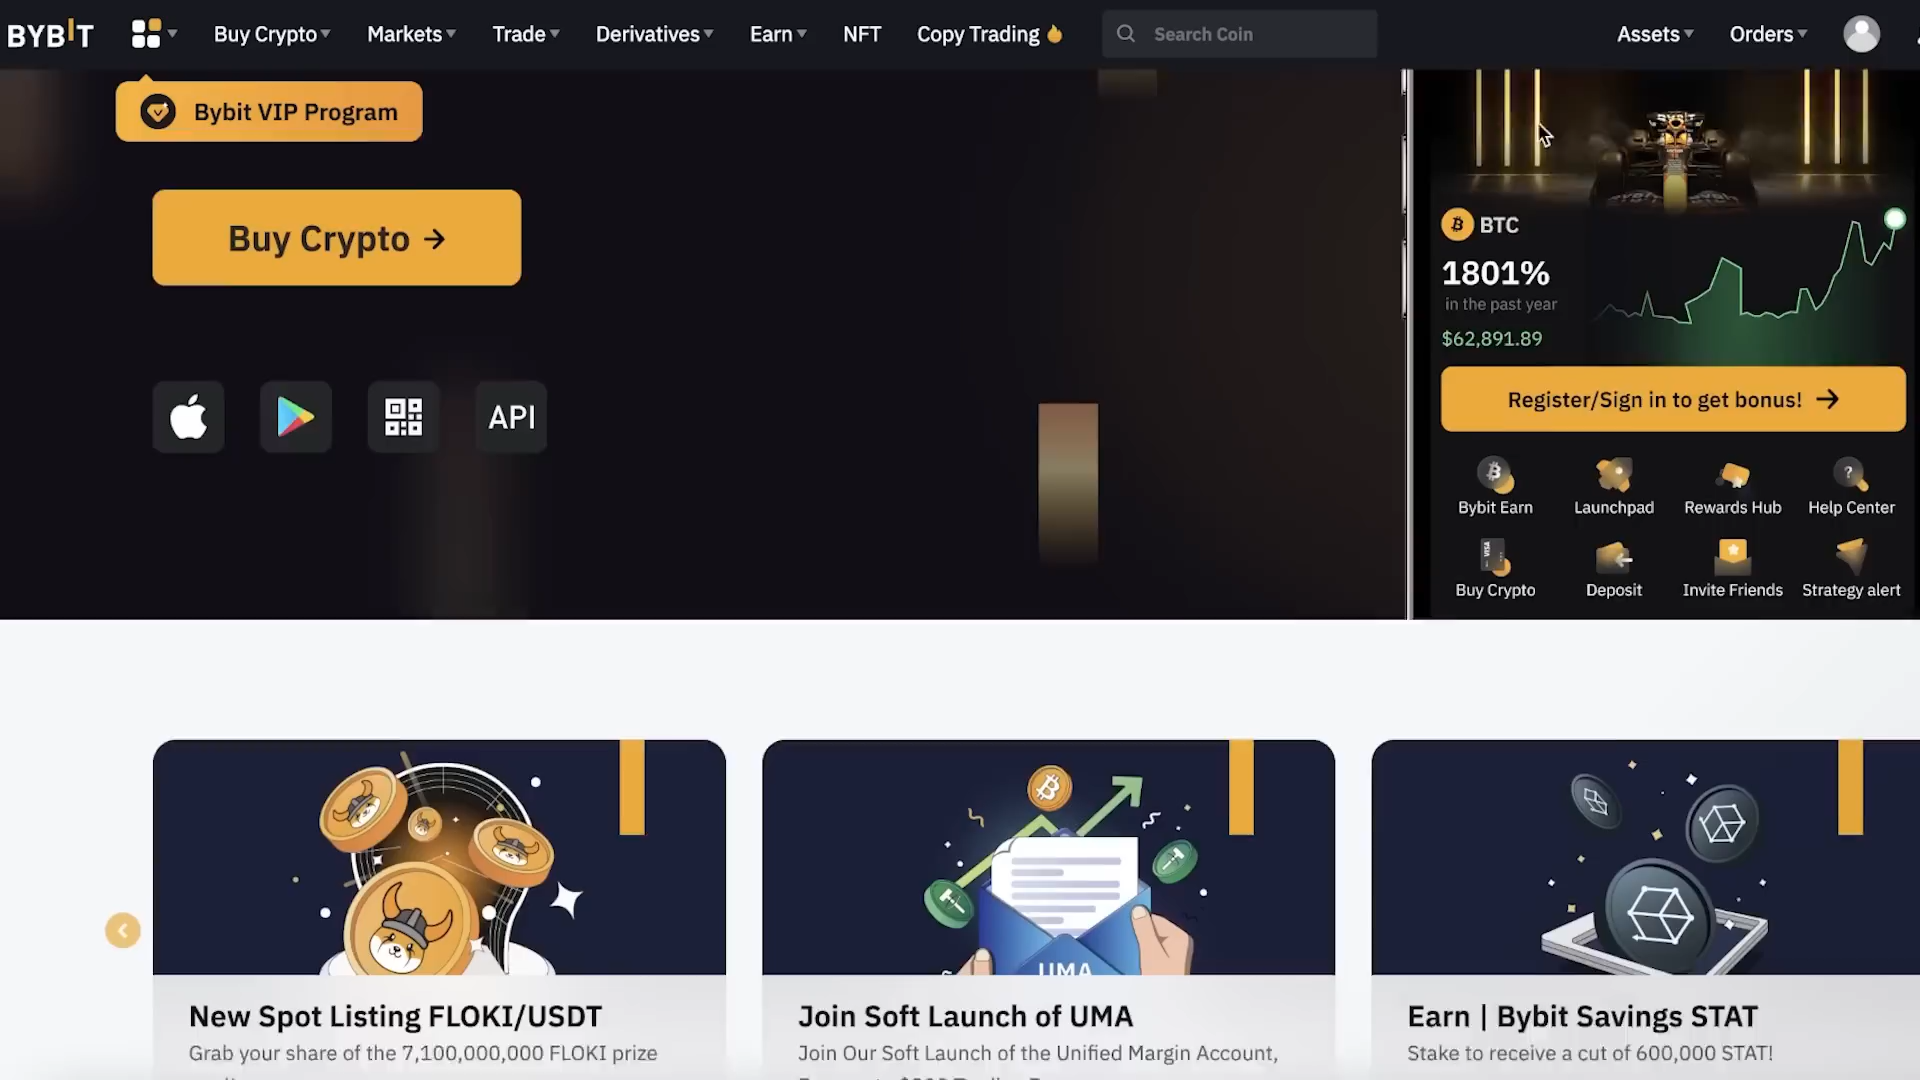 BYBIT
Buy Crypto
Markets
Trade
Derivatives
Earn
NFT
Copy Trading
Search Coin
Assets
Orders
Bybit VIP Program
Buy Crypto →
API
BTC
1801%
in the past year
$62,891.89
Register/Sign in to get bonus! →
Bybit Earn
Launchpad
Rewards Hub
Help Center
VISA
Buy Crypto
Deposit
Invite Friends
Strategy alert
UMA
New Spot Listing FLOKI/USDT
Grab your share of the 7,100,000,000 FLOKI prize
Join Soft Launch of UMA
Join Our Soft Launch of the Unified Margin Account,
Earn | Bybit Savings STAT
Stake to receive a cut of 600,000 STAT!